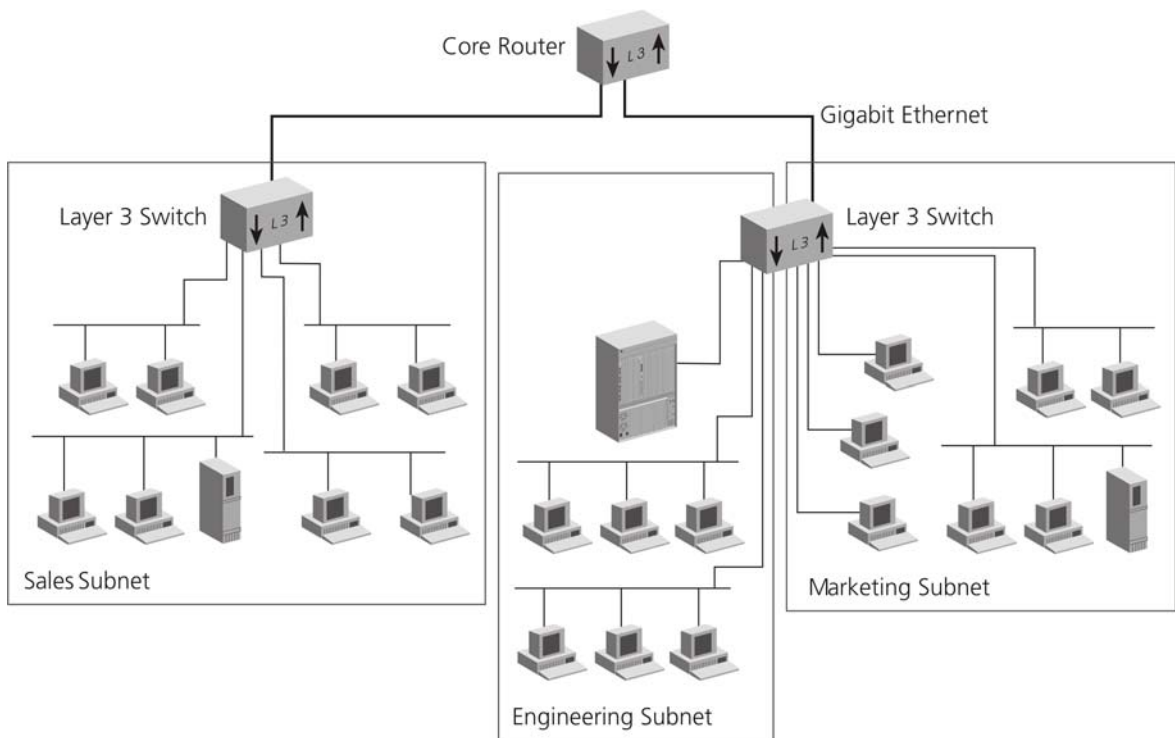 Core Router
L3
Gigabit Ethernet
Layer 3 Switch
L3
Layer 3 Switch
L3
Sales Subnet
Marketing Subnet
Engineering Subnet